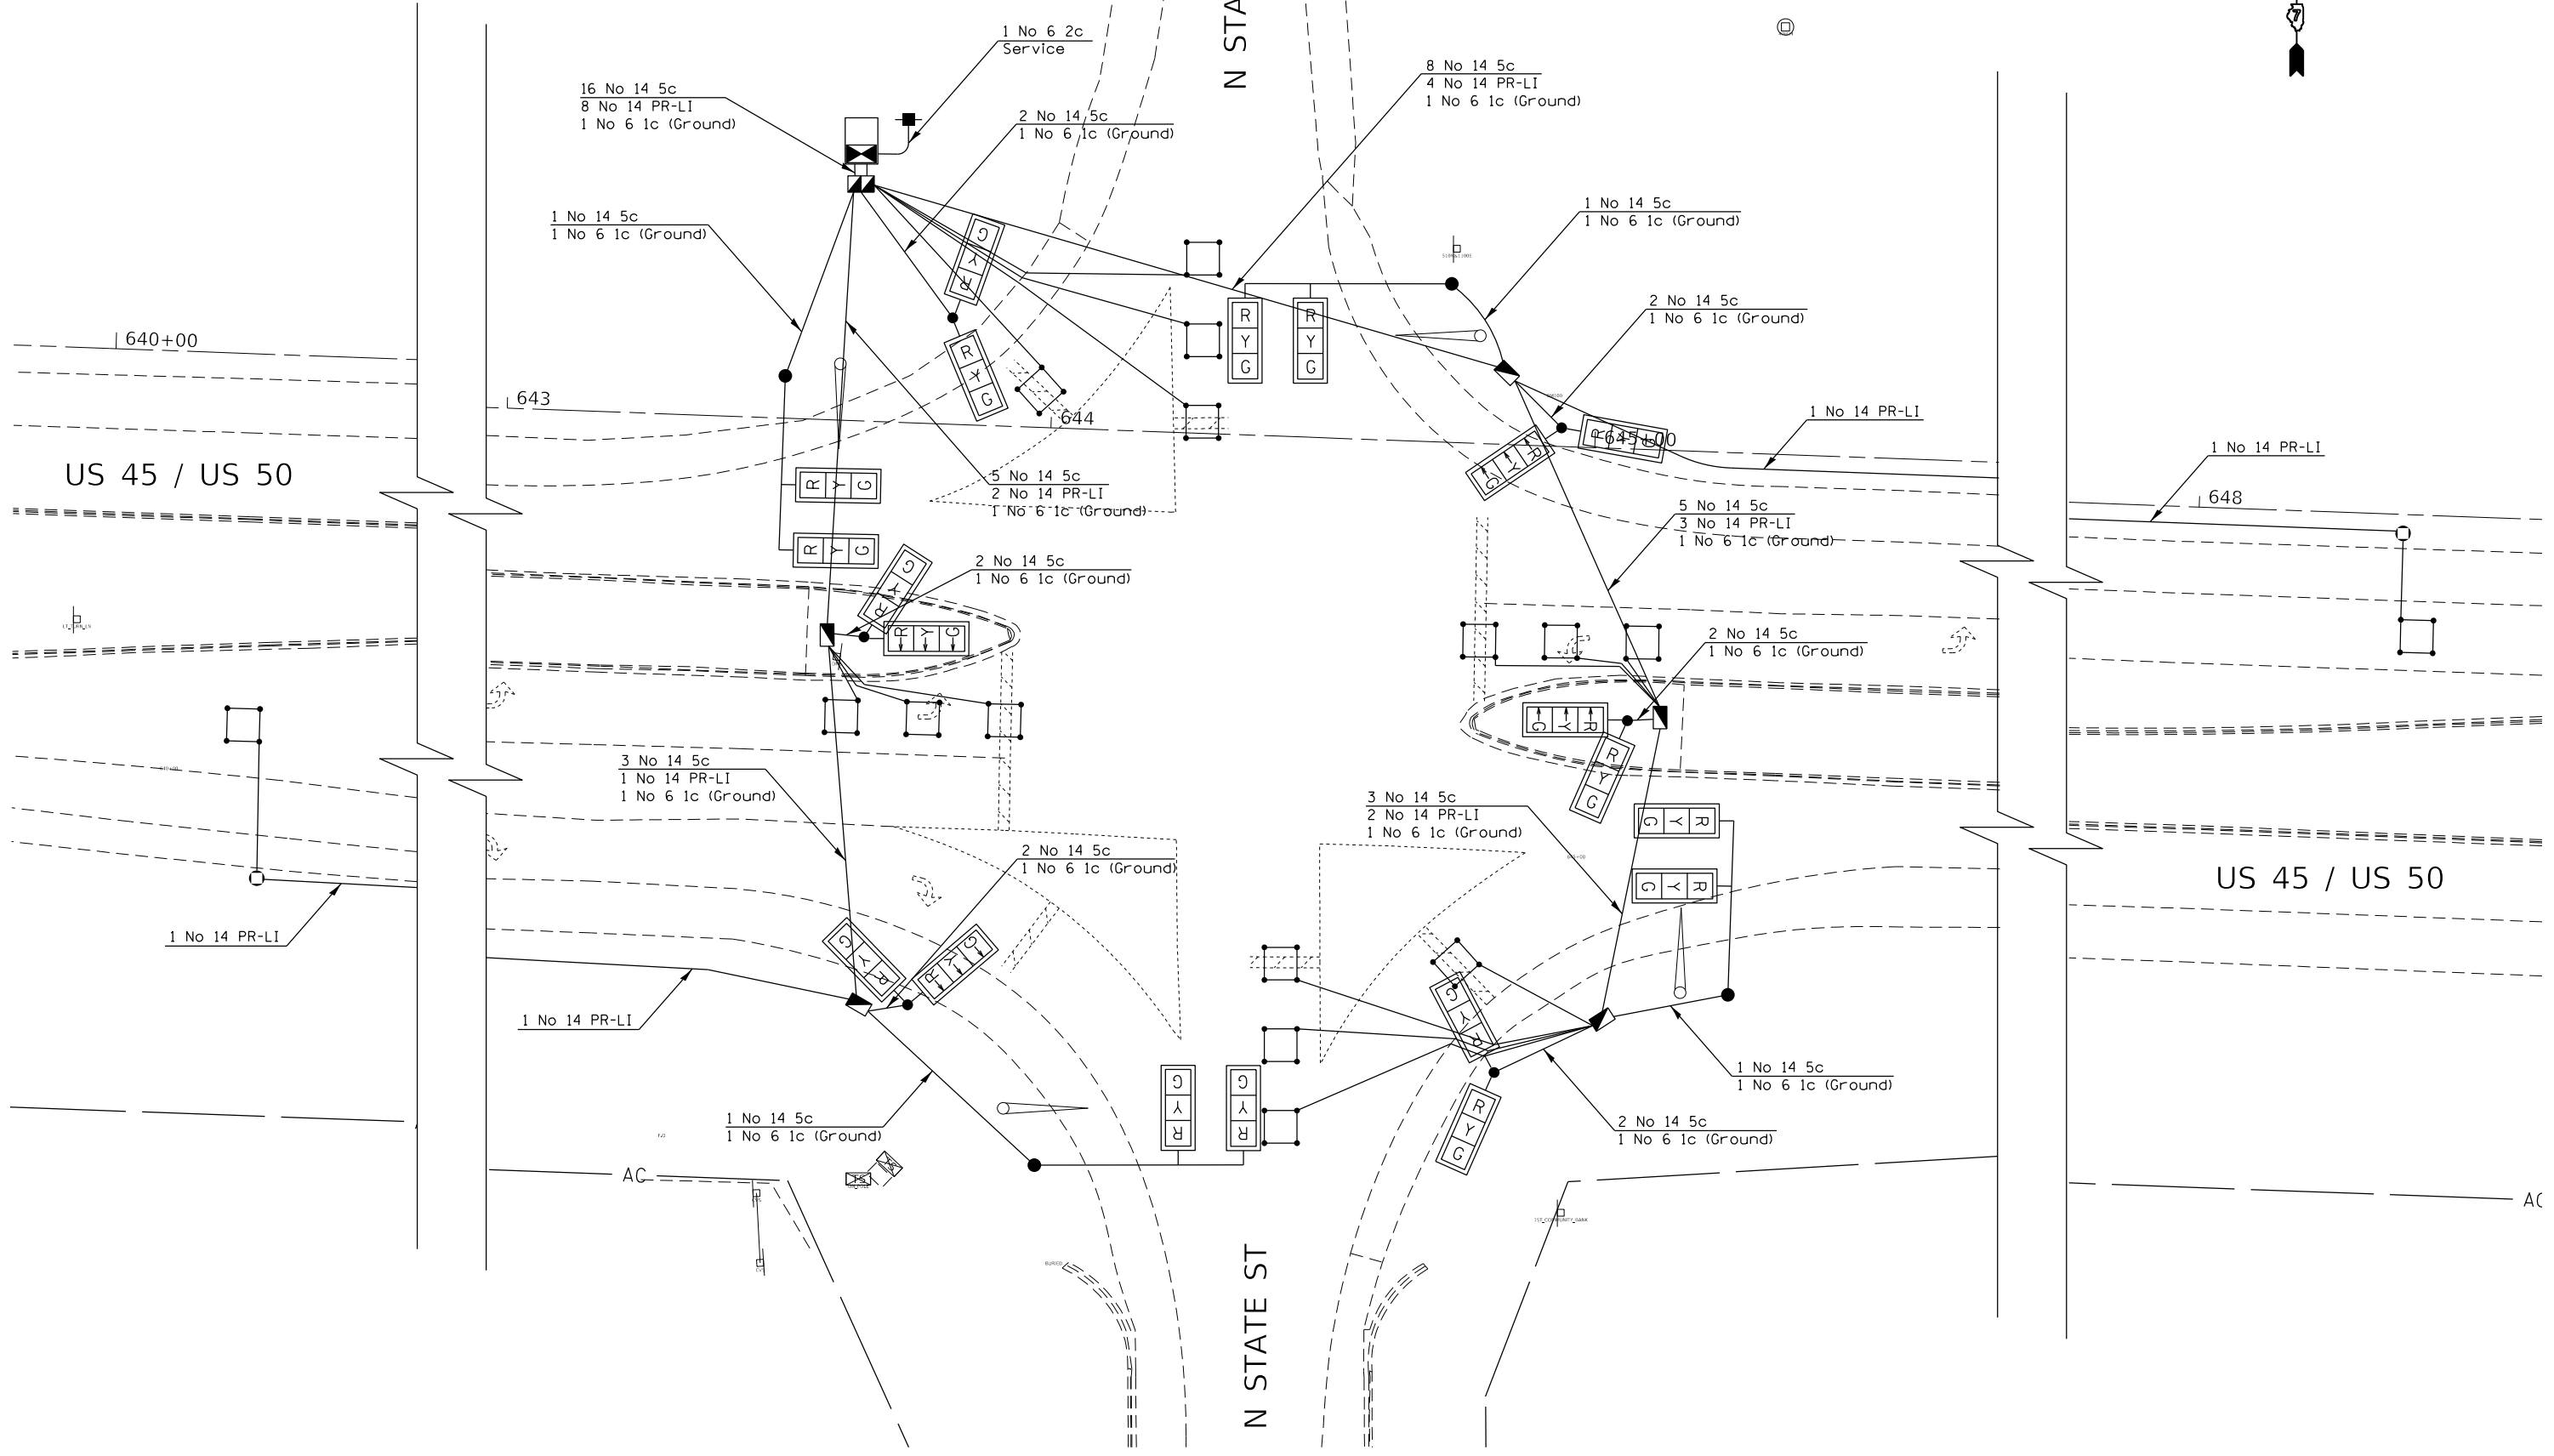 N STA
7
1 No 6 2c
Service
16 No 14 5c
8 No 14 PR-LI
1 No 6 1c (Ground)
2 No 14 5c
1 No 6 1c (Ground)
8 No 14 5c
4 No 14 PR-LI
1 No 6 1c (Ground)
1 No 14 5c
1 No 6 1c (Ground)
1 No 14 5c
1 No 6 1c (Ground)
G Y R
R Y G
R Y G
R Y G
2 No 14 5c
1 No 6 1c (Ground)
640+00
643
644
645+00
1 No 14 PR-LI
1 No 14 PR-LI
R Y G
R Y G
US 45 / US 50
648
R Y G
5 No 14 5c
2 No 14 PR-LI
1 No 6 1c (Ground)
5 No 14 5c
3 No 14 PR-LI
1 No 6 1c (Ground)
R Y G
G Y R
2 No 14 5c
1 No 6 1c (Ground)
R Y G
2 No 14 5c
1 No 6 1c (Ground)
G Y R
R Y G
3 No 14 5c
1 No 14 PR-LI
1 No 6 1c (Ground)
3 No 14 5c
2 No 14 PR-LI
1 No 6 1c (Ground)
G Y R
G Y R
2 No 14 5c
1 No 6 1c (Ground)
US 45 / US 50
1 No 14 PR-LI
G Y R
G Y R
1 No 14 PR-LI
G Y R
1 No 14 5c
1 No 6 1c (Ground)
G Y R
G Y R
R Y G
1 No 14 5c
1 No 6 1c (Ground)
2 No 14 5c
1 No 6 1c (Ground)
AC
TS
AC
1ST_COMMUNITY_BANK
BURIED
N STATE ST